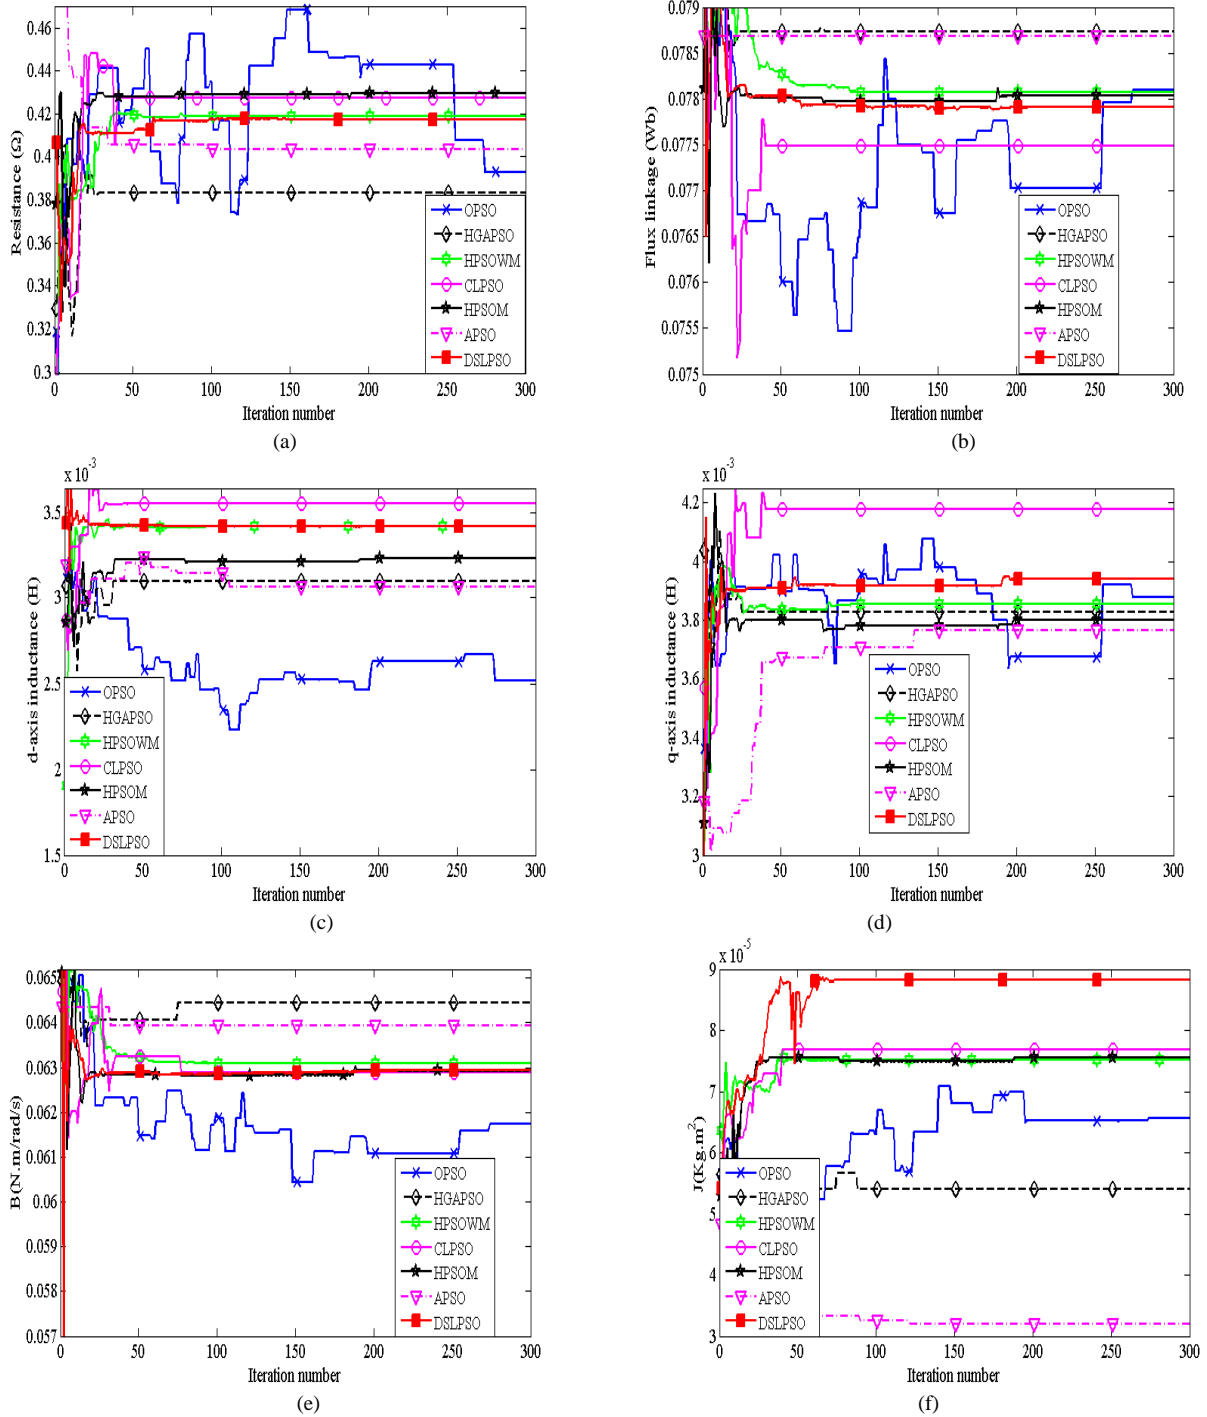 Resistance (Ω)
0.46
0.44
0.42
0.4
0.38
0.36
0.34
0.32
0.3
0 50 100 150 200 250 300
Iteration number
OPSO
HGAPSO
HPSOWM
CLPSO
HPSOM
APSO
DSLPSO
(a)
Flux linkage (Wb)
0.079
0.0785
0.078
0.0775
0.077
0.0765
0.076
0.0755
0.075
0 50 100 150 200 250 300
Iteration number
OPSO
HGAPSO
HPSOWM
CLPSO
HPSOM
APSO
DSLPSO
(b)
x 10-3
d-axis inductance (H)
3.5
3
2.5
2
1.5
0 50 100 150 200 250 300
Iteration number
OPSO
HGAPSO
HPSOWM
CLPSO
HPSOM
APSO
DSLPSO
(c)
x 10-3
q-axis inductance (H)
4.2
4
3.8
3.6
3.4
3.2
3
0 50 100 150 200 250 300
Iteration number
OPSO
HGAPSO
HPSOWM
CLPSO
HPSOM
APSO
DSLPSO
(d)
B(N.m/rad/s)
0.065
0.064
0.063
0.062
0.061
0.06
0.059
0.058
0.057
0 50 100 150 200 250 300
Iteration number
OPSO
HGAPSO
HPSOWM
CLPSO
HPSOM
APSO
DSLPSO
(e)
x 10-5
J(Kg.m²)
9
8
7
6
5
4
3
0 50 100 150 200 250 300
Iteration number
OPSO
HGAPSO
HPSOWM
CLPSO
HPSOM
APSO
DSLPSO
(f)